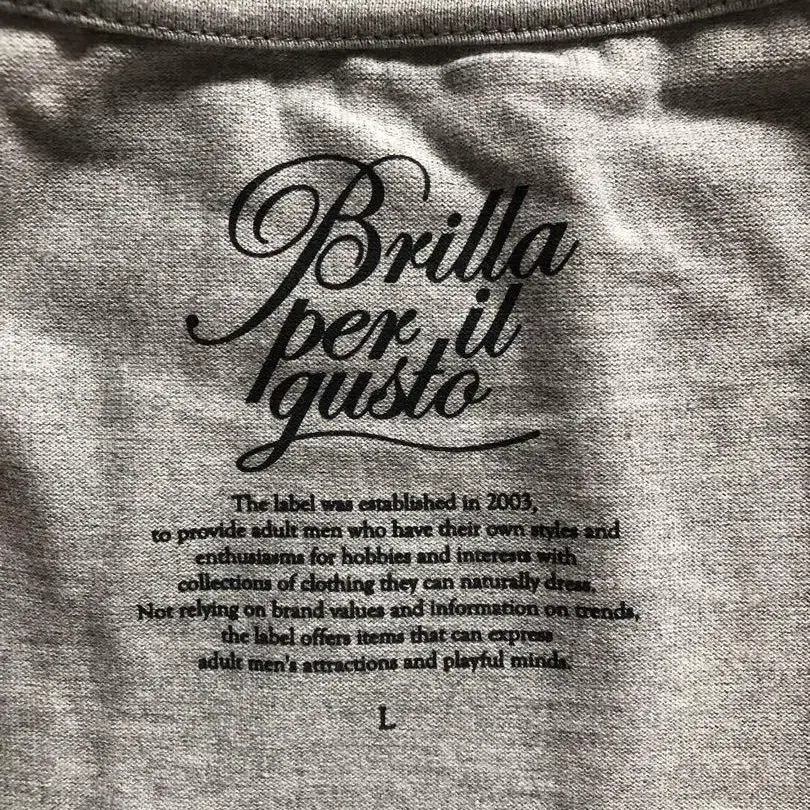 Brilla
per il
gusto
The label was established in 2003,
to provide adult men who have their own styles and
enthusiasms for hobbies and interests with
collections of clothing they can naturally dress.
Not relying on brand values and information on trends,
the label offers items that can express
adult men's attractions and playful minds.
L